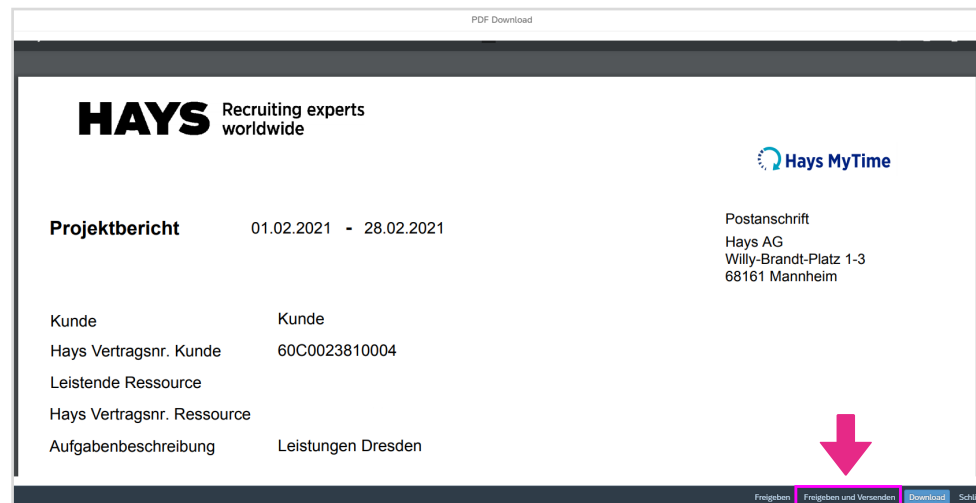 PDF Download
HAYS Recruiting experts
worldwide
Hays MyTime
Projektbericht 01.02.2021 - 28.02.2021
Postanschrift
Hays AG
Willy-Brandt-Platz 1-3
68161 Mannheim
Kunde Kunde
Hays Vertragsnr. Kunde 60C0023810004
Leistende Ressource
Hays Vertragsnr. Ressource
Aufgabenbeschreibung Leistungen Dresden
Freigeben Freigeben und Versenden Download